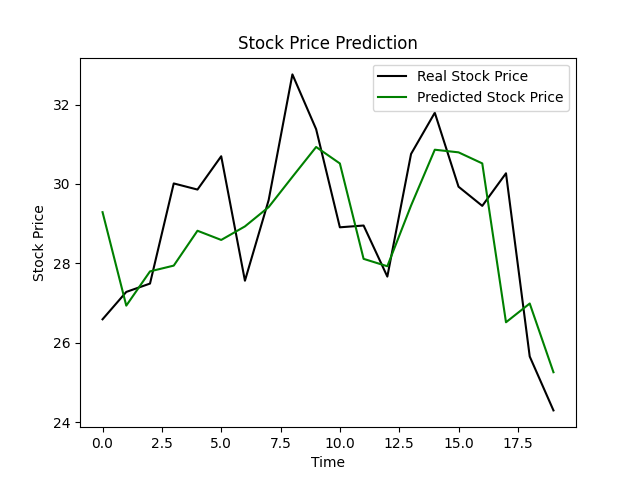 Stock Price Prediction
Real Stock Price
Predicted Stock Price
Stock Price
32
30
28
26
24
0.0 2.5 5.0 7.5 10.0 12.5 15.0 17.5
Time